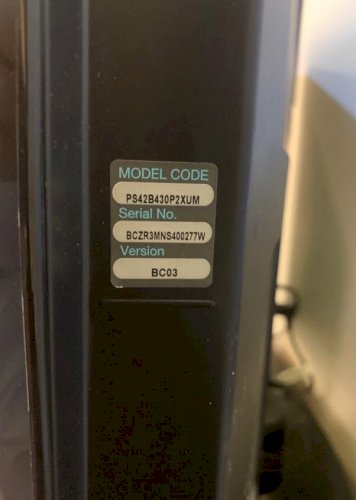 MODEL CODE
PS42B430P2XUM
Serial No.
BCZR3MNS400277W
Version
BC03